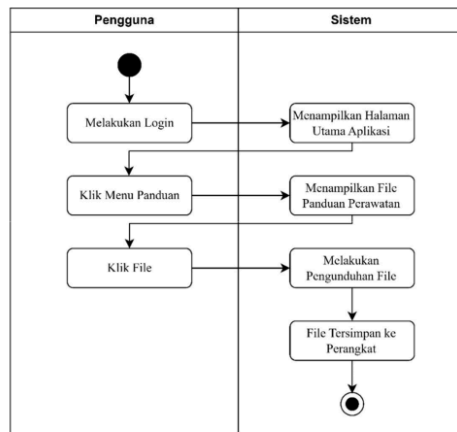 Pengguna
Sistem
Melakukan Login
Menampilkan Halaman
Utama Aplikasi
Klik Menu Panduan
Menampilkan File
Panduan Perawatan
Klik File
Melakukan
Pengunduhan File
File Tersimpan ke
Perangkat